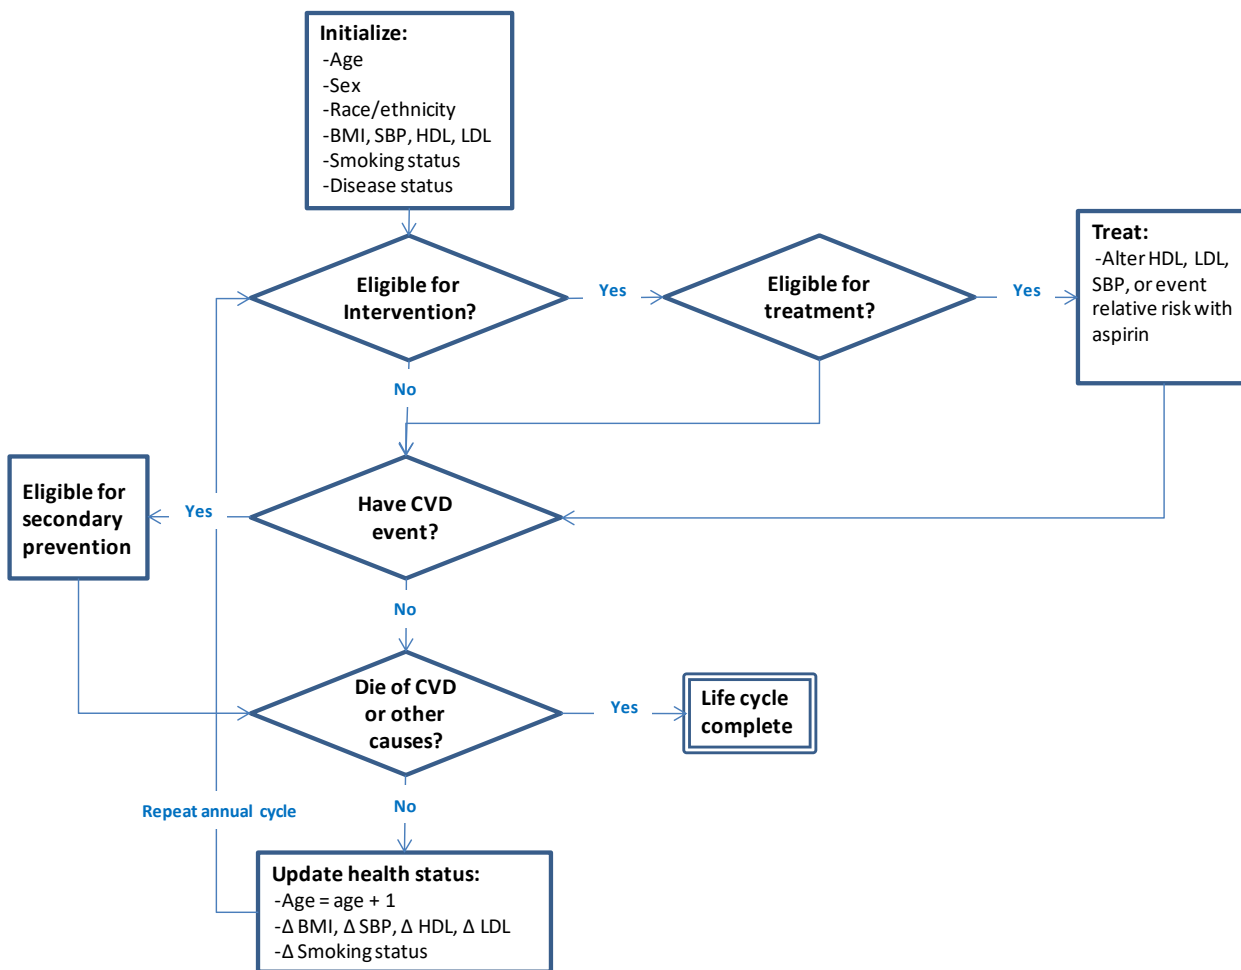 Initialize:
-Age
-Sex
-Race/ethnicity
-BMI, SBP, HDL, LDL
-Smoking status
-Disease status
Eligible for
Intervention?
Yes
Eligible for
treatment?
Yes
Treat:
-Alter HDL, LDL,
SBP, or event
relative risk with
aspirin
No
Eligible for
secondary
prevention
Yes
Have CVD
event?
No
Die of CVD
or other
causes?
Yes
Life cycle
complete
Repeat annual cycle
No
Update health status:
-Age = age + 1
-Δ BMI, Δ SBP, Δ HDL, Δ LDL
-Δ Smoking status